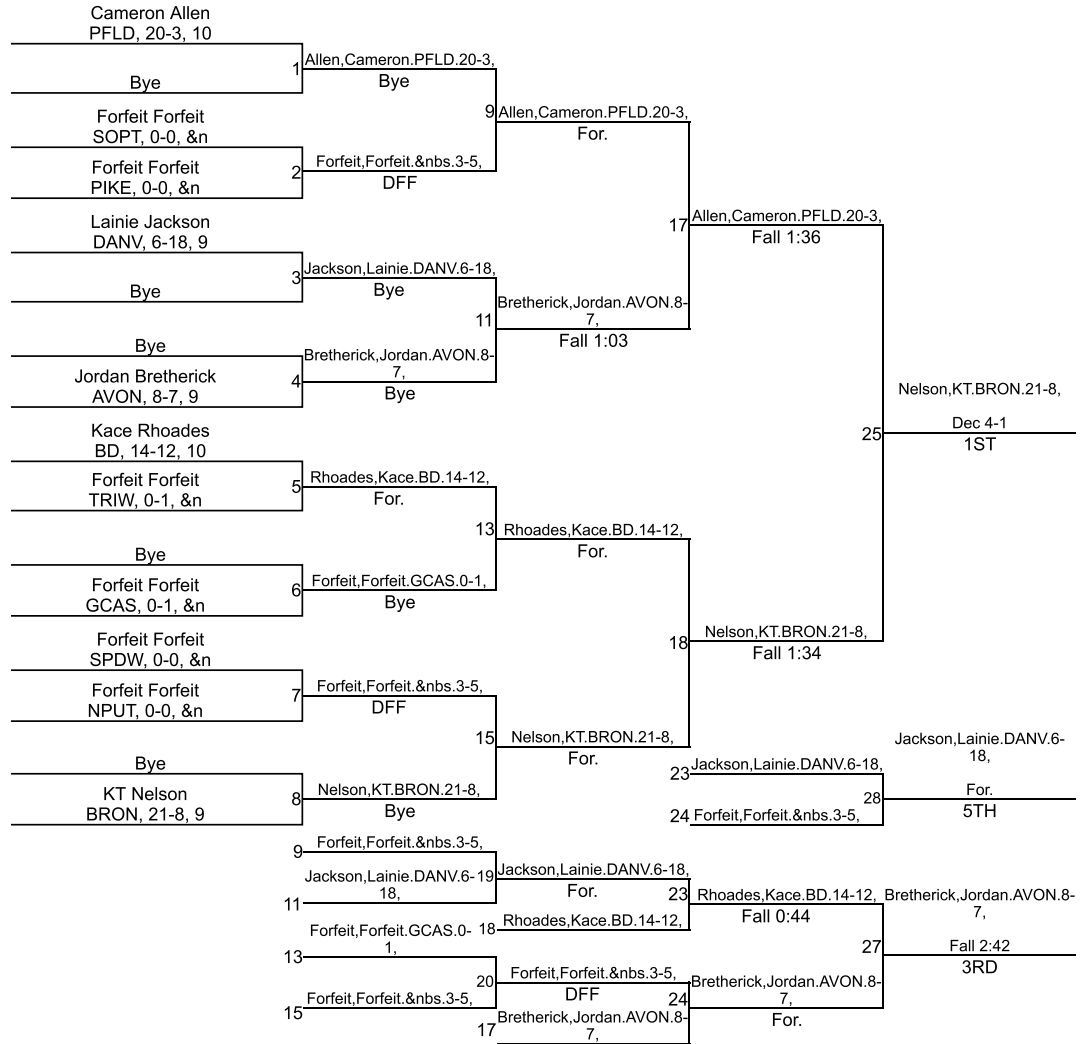 Cameron Allen
PFLD, 20-3, 10
1
Allen,Cameron.PFLD.20-3,
Bye
Bye
9
Allen,Cameron.PFLD.20-3,
For.
Forfeit Forfeit
SOPT, 0-0, &n
2
Forfeit,Forfeit.&nbs.3-5,
DFF
Forfeit Forfeit
PIKE, 0-0, &n
17
Allen,Cameron.PFLD.20-3,
Fall 1:36
Lainie Jackson
DANV, 6-18, 9
3
Jackson,Lainie.DANV.6-18,
Bye
Bye
11
Bretherick,Jordan.AVON.8-
7,
Fall 1:03
Bye
4
Bretherick,Jordan.AVON.8-
7,
Bye
Jordan Bretherick
AVON, 8-7, 9
25
Nelson,KT.BRON.21-8,
Dec 4-1
1ST
Kace Rhoades
BD, 14-12, 10
5
Rhoades,Kace.BD.14-12,
For.
Forfeit Forfeit
TRIW, 0-1, &n
13
Rhoades,Kace.BD.14-12,
For.
Bye
6
Forfeit,Forfeit.GCAS.0-1,
Bye
Forfeit Forfeit
GCAS, 0-1, &n
18
Nelson,KT.BRON.21-8,
Fall 1:34
Forfeit Forfeit
SPDW, 0-0, &n
7
Forfeit,Forfeit.&nbs.3-5,
DFF
Forfeit Forfeit
NPUT, 0-0, &n
15
Nelson,KT.BRON.21-8,
For.
Bye
8
Nelson,KT.BRON.21-8,
Bye
KT Nelson
BRON, 21-8, 9
23
Jackson,Lainie.DANV.6-18,
28
Jackson,Lainie.DANV.6-
18,
For.
5TH
24
Forfeit,Forfeit.&nbs.3-5,
9
Forfeit,Forfeit.&nbs.3-5,
19
Jackson,Lainie.DANV.6-18,
For.
11
Jackson,Lainie.DANV.6-
18,
23
Rhoades,Kace.BD.14-12,
Fall 0:44
18
Rhoades,Kace.BD.14-12,
27
Bretherick,Jordan.AVON.8-
7,
Fall 2:42
3RD
13
Forfeit,Forfeit.GCAS.0-
1,
20
Forfeit,Forfeit.&nbs.3-5,
DFF
15
Forfeit,Forfeit.&nbs.3-5,
24
Bretherick,Jordan.AVON.8-
7,
For.
17
Bretherick,Jordan.AVON.8-
7,